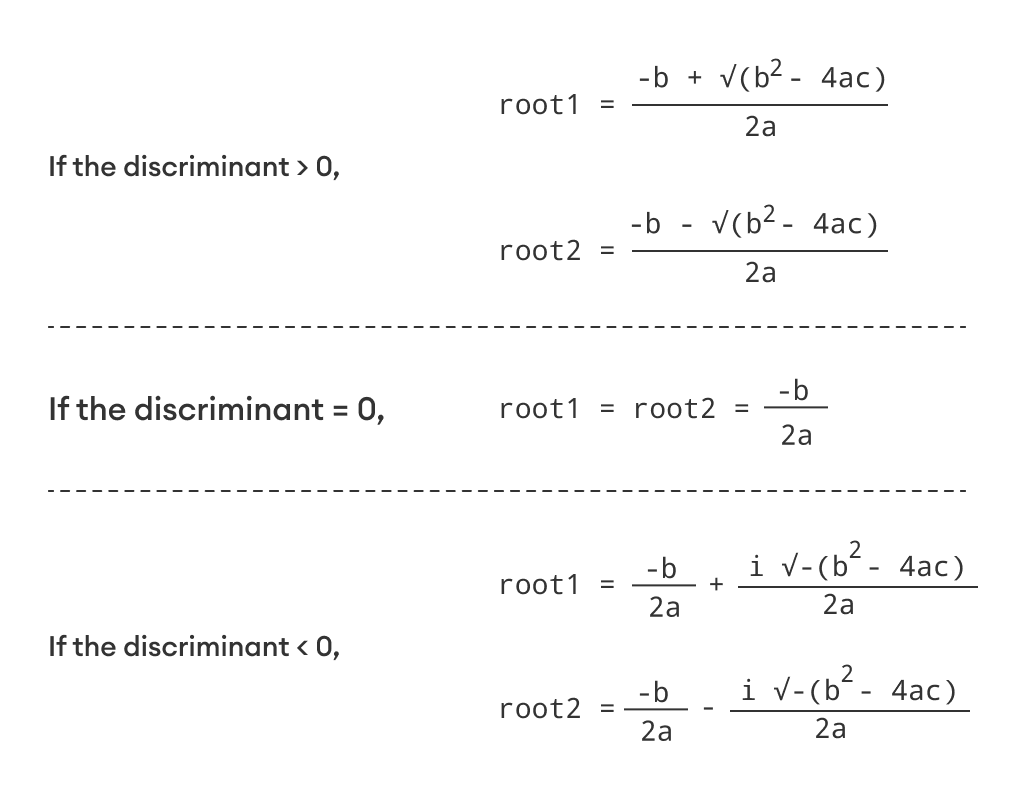 If the discriminant > 0,
root1 = -b + √(b² - 4ac)
2a
root2 = -b - √(b² - 4ac)
2a
If the discriminant = 0,
root1 = root2 = -b
2a
If the discriminant < 0,
root1 = -b + i √-(b² - 4ac)
2a 2a
root2 = -b - i √-(b² - 4ac)
2a 2a